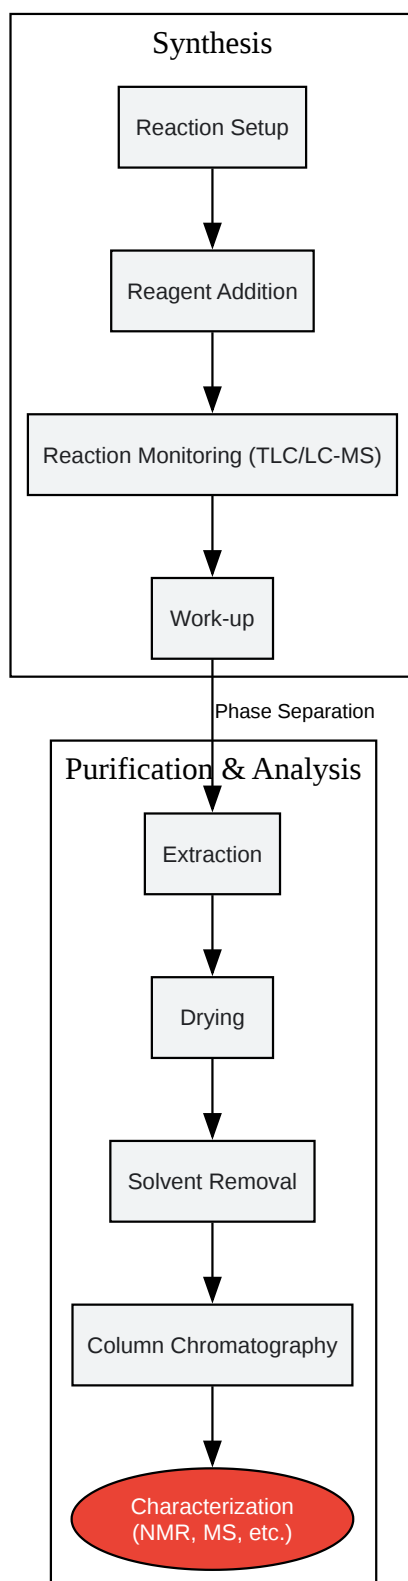 Synthesis
Reaction Setup
Reagent Addition
Reaction Monitoring (TLC/LC-MS)
Work-up
Phase Separation
Purification & Analysis
Extraction
Drying
Solvent Removal
Column Chromatography
Characterization
(NMR, MS, etc.)